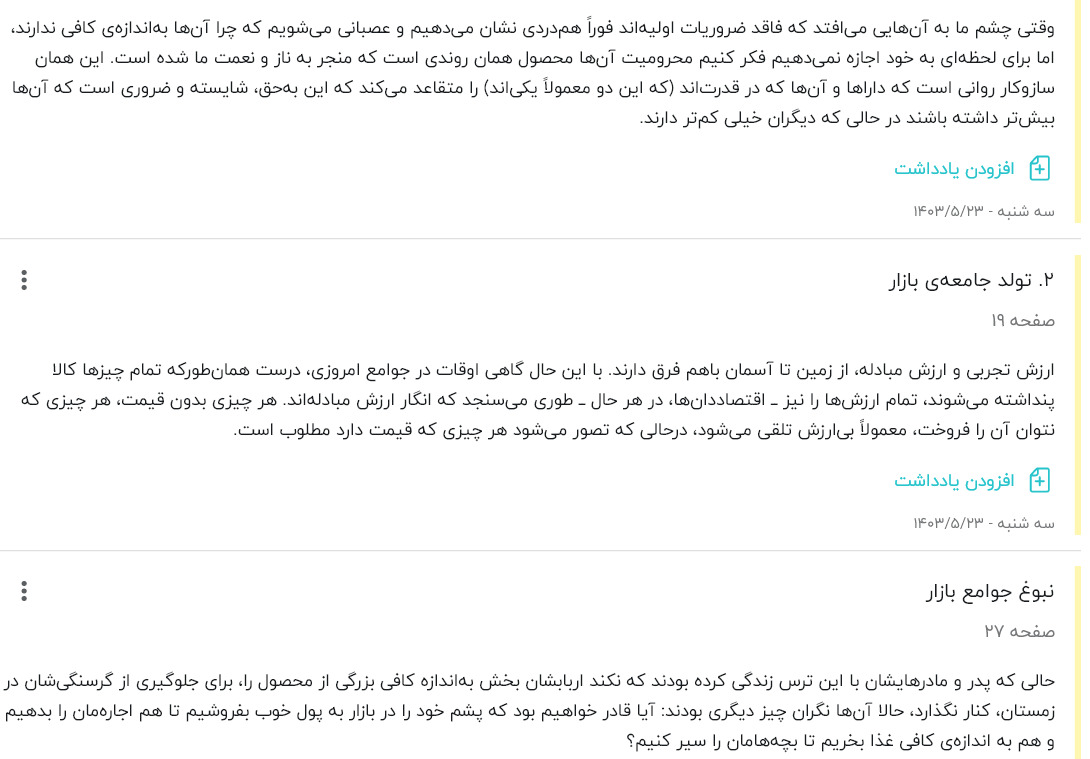 وقتی چشم ما به آن‌هایی می‌افتد که فاقد ضروریات اولیه‌اند فوراً هم‌دردی نشان می‌دهیم و عصبانی می‌شویم که چرا آن‌ها به‌اندازه‌ی کافی ندارند،
اما برای لحظه‌ای به خود اجازه نمی‌دهیم فکر کنیم محرومیت آن‌ها محصول همان روندی است که منجر به ناز و نعمت ما شده است. این همان
سازوکار روانی است که داراها و آن‌ها که در قدرت‌اند (که این دو معمولاً یکی‌اند) را متقاعد می‌کند که این به‌حق، شایسته و ضروری است که آن‌ها
بیش‌تر داشته باشند در حالی که دیگران خیلی کم‌تر دارند.
افزودن یادداشت
سه شنبه - ۱۴۰۳/۵/۲۳
۲. تولد جامعه‌ی بازار
صفحه ۱۹
ارزش تجربی و ارزش مبادله، از زمین تا آسمان باهم فرق دارند. با این حال گاهی اوقات در جوامع امروزی، درست همان‌طورکه تمام چیزها کالا
پنداشته می‌شوند، تمام ارزش‌ها را نیز ـ اقتصاددان‌ها، در هر حال ـ طوری می‌سنجد که انگار ارزش مبادله‌اند. هر چیزی بدون قیمت، هر چیزی که
نتوان آن را فروخت، معمولاً بی‌ارزش تلقی می‌شود، درحالی که تصور می‌شود هر چیزی که قیمت دارد مطلوب است.
افزودن یادداشت
سه شنبه - ۱۴۰۳/۵/۲۳
نبوغ جوامع بازار
صفحه ۲۷
حالی که پدر و مادرهایشان با این ترس زندگی کرده بودند که نکند اربابشان بخش به‌اندازه کافی بزرگی از محصول را، برای جلوگیری از گرسنگی‌شان در
زمستان، کنار نگذارد، حالا آن‌ها نگران چیز دیگری بودند: آیا قادر خواهیم بود که پشم خود را در بازار به پول خوب بفروشیم تا هم اجاره‌مان را بدهیم
و هم به اندازه‌ی کافی غذا بخریم تا بچه‌هامان را سیر کنیم؟